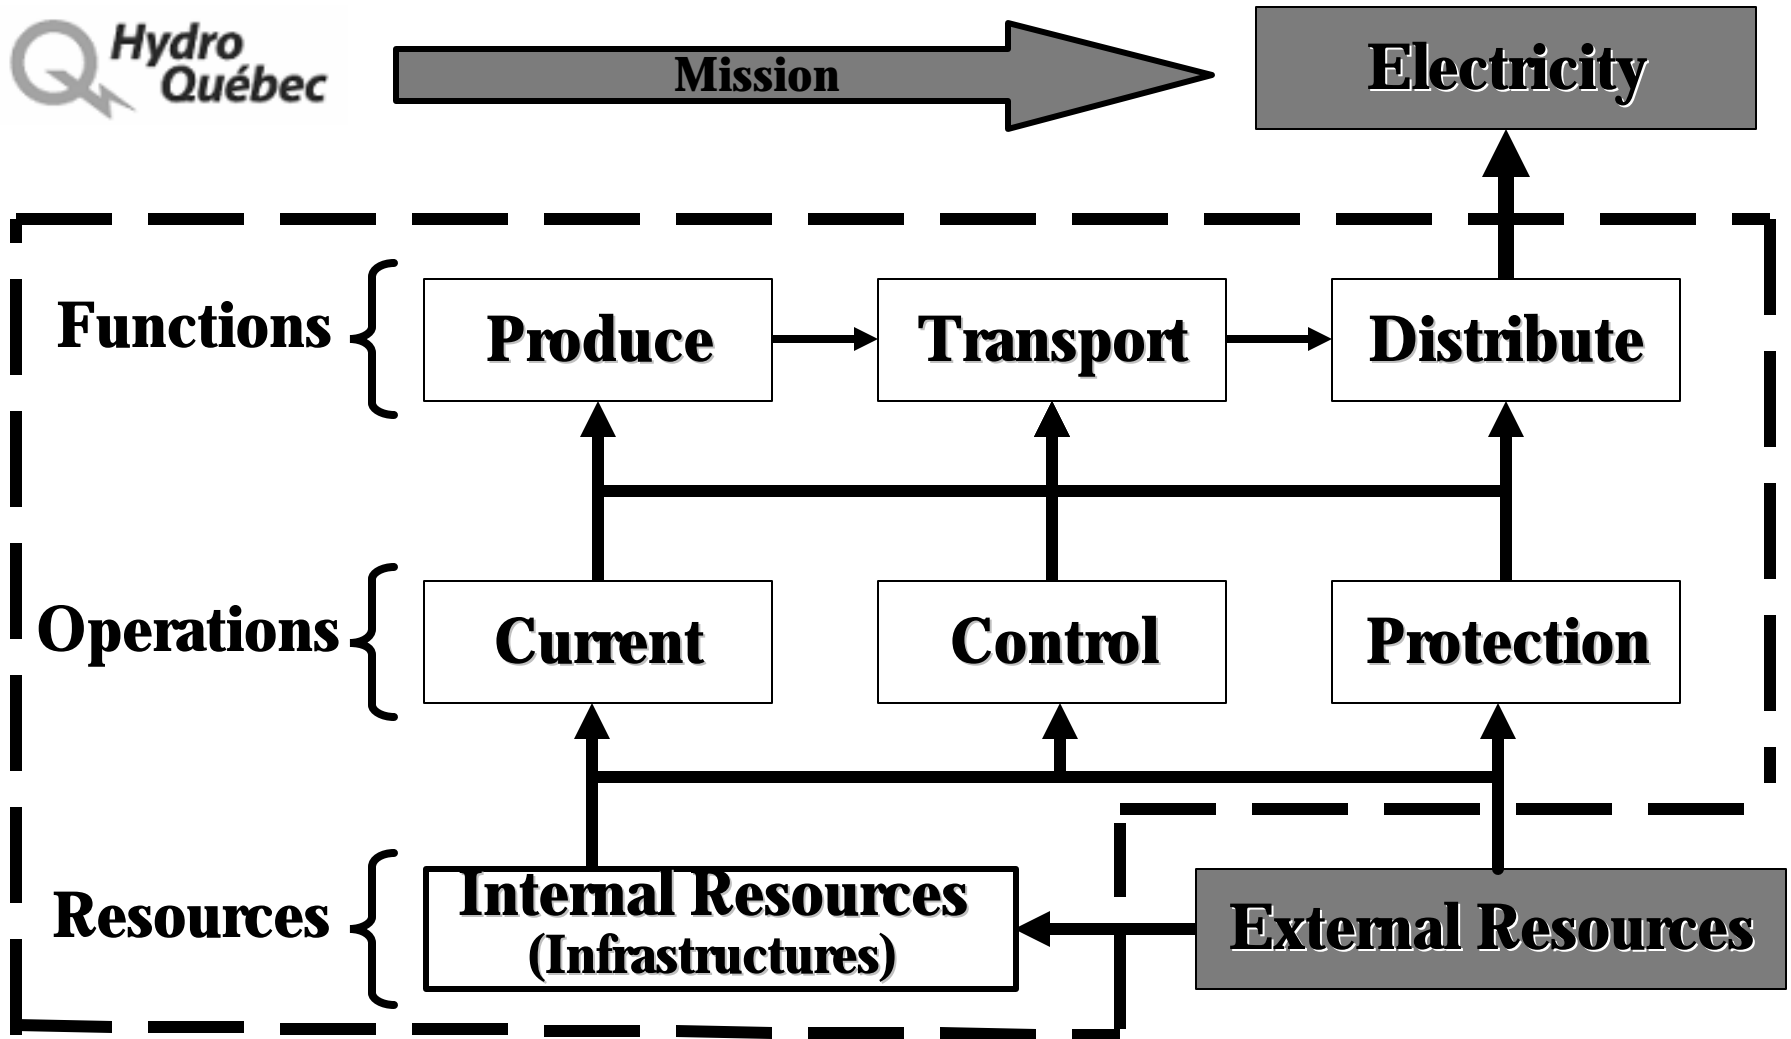 Hydro
Québec
Mission
Electricity
Functions
Produce
Transport
Distribute
Operations
Current
Control
Protection
Resources
Internal Resources
(Infrastructures)
External Resources